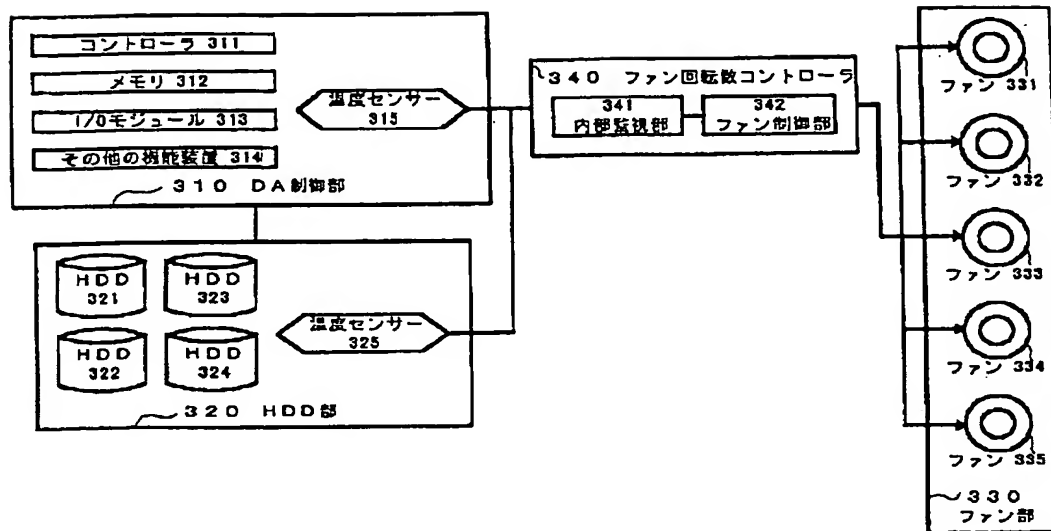 コントローラ 311
メモリ 312
I/Oモジュール 313
その他の機能装置 314
温度センサー
315
310 DA制御部
HDD
321
HDD
323
HDD
322
HDD
324
温度センサー
325
320 HDD部
340 ファン回転数コントローラ
341
内部監視部
342
ファン制御部
ファン 331
ファン 332
ファン 333
ファン 334
ファン 335
330
ファン部